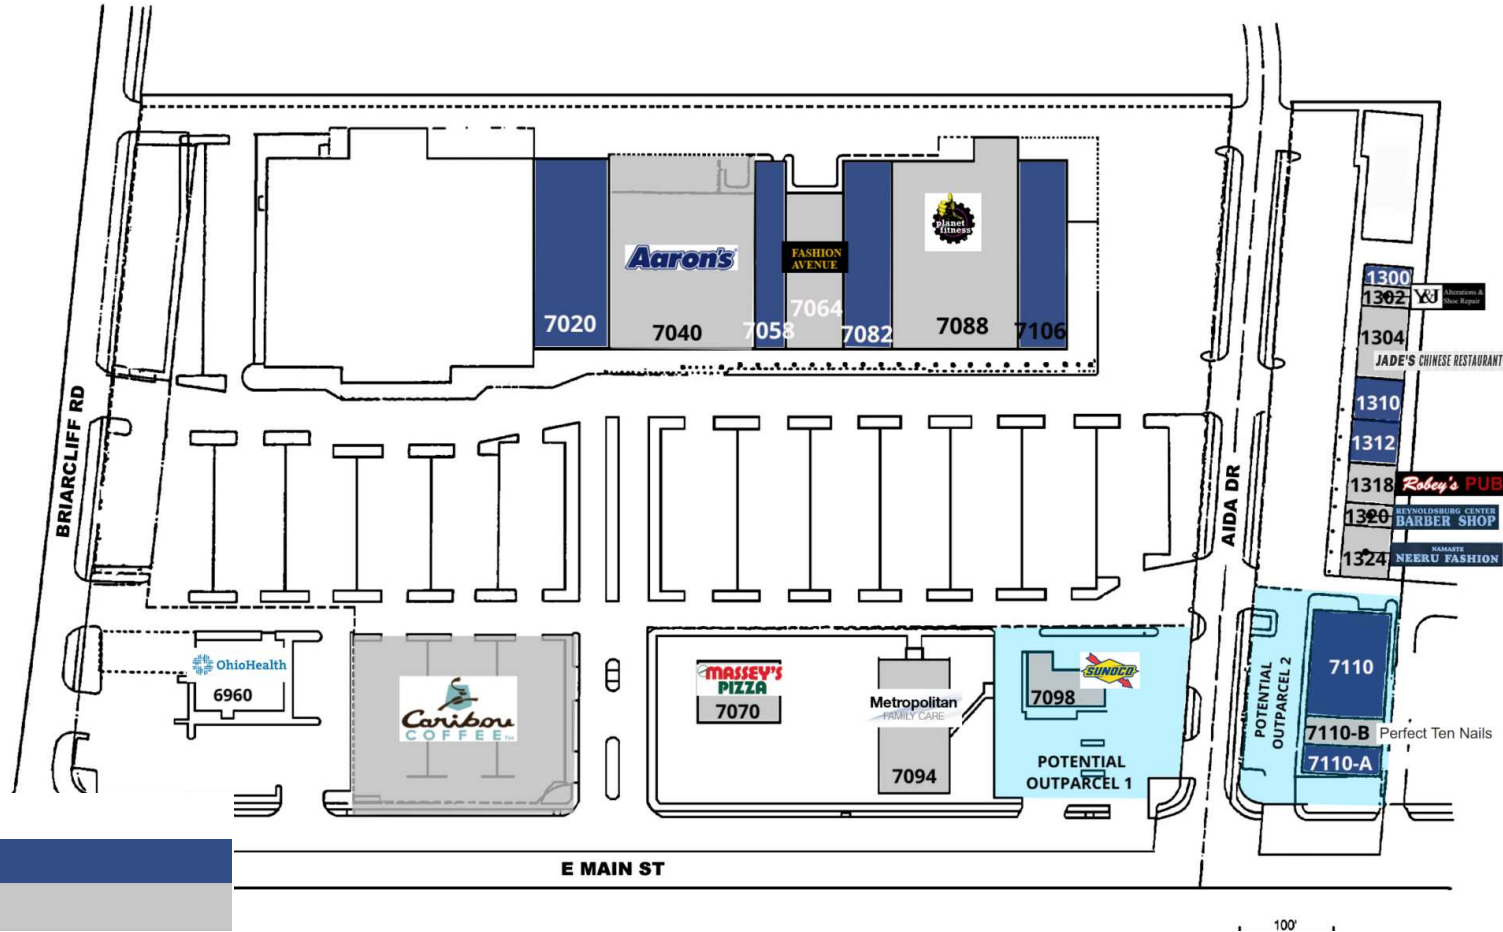 Aaron's
FASHION
AVENUE
planet
fitness
7020
7040
7058
7064
7082
7088
7106
1300
1302
Y&J
Alterations &
Shoe Repair
1304
JADE'S CHINESE RESTAURANT
1310
1312
1318
Robey's PUB
1320
REYNOLDSBURG CENTER
BARBER SHOP
1324
NAMASTE
NEERU FASHION
BRIARCLIFF RD
AIDA DR
OhioHealth
6960
Caribou
COFFEE
MASSEY'S
PIZZA
7070
Metropolitan
FAMILY CARE
7094
SUNOCO
7098
POTENTIAL
OUTPARCEL 1
POTENTIAL
OUTPARCEL 2
7110
7110-B
Perfect Ten Nails
7110-A
E MAIN ST
100'